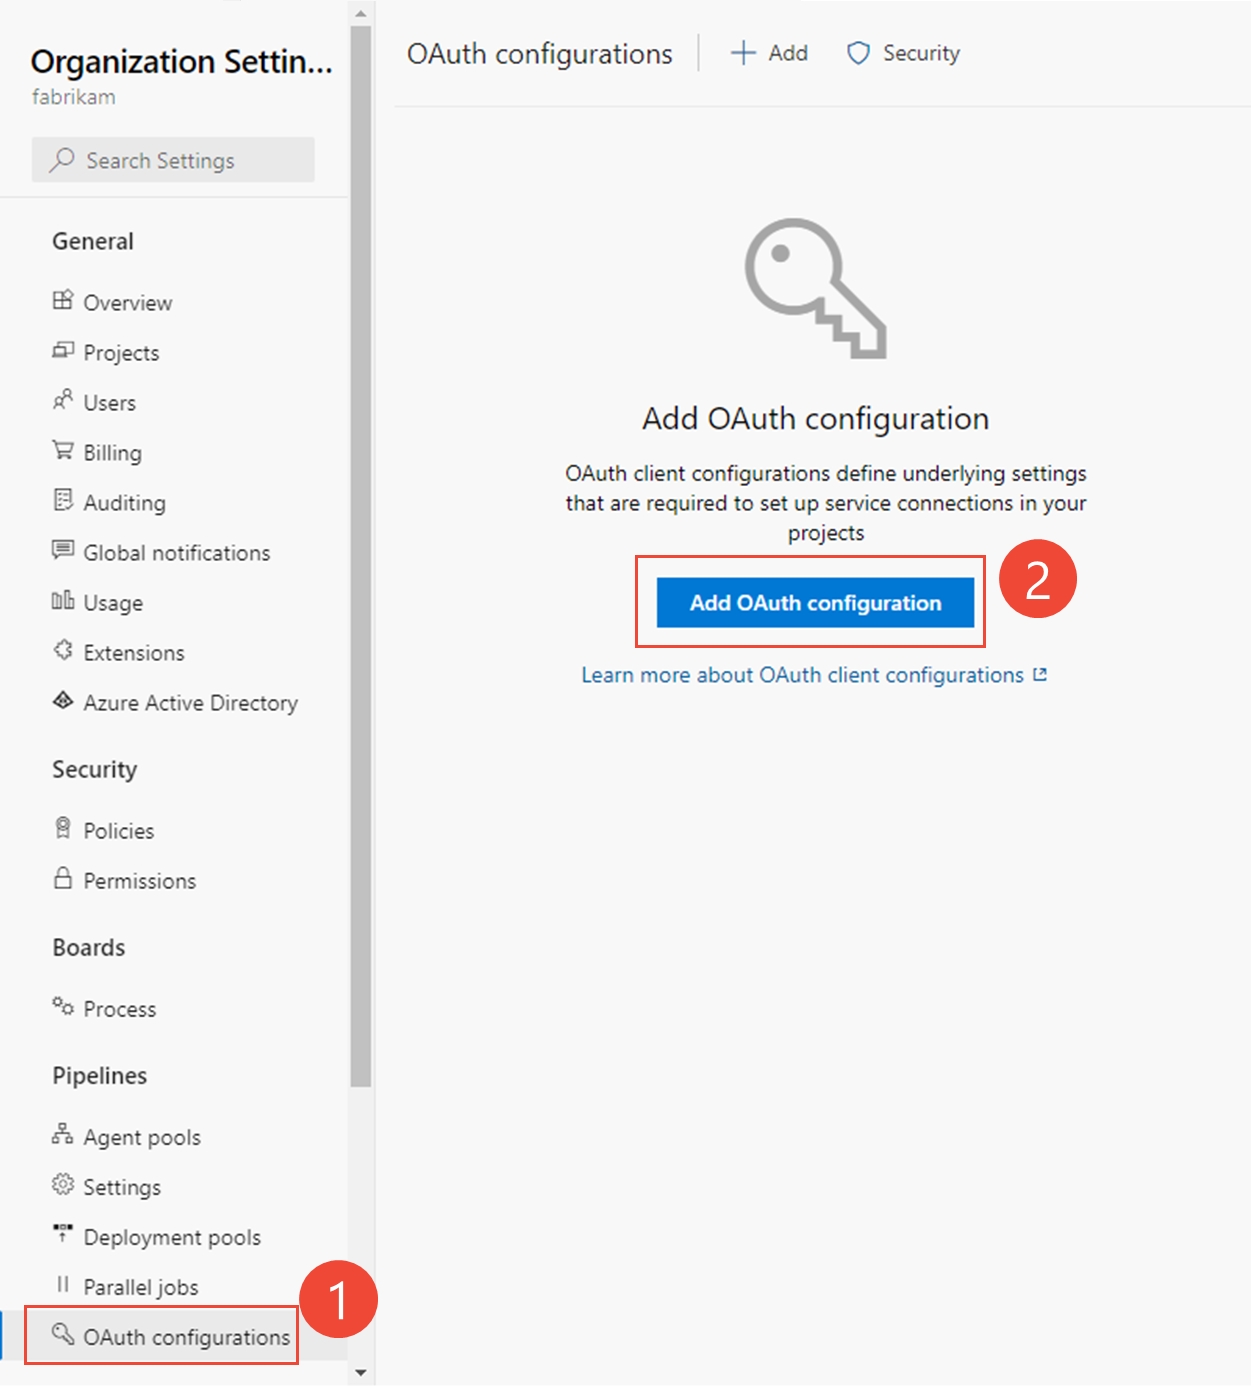 Organization Settin...
fabrikam
Search Settings
General
Overview
Projects
Users
Billing
Auditing
Global notifications
Usage
Extensions
Azure Active Directory
Security
Policies
Permissions
Boards
Process
Pipelines
Agent pools
Settings
Deployment pools
Parallel jobs
1
OAuth configurations
OAuth configurations
Add
Security
Add OAuth configuration
OAuth client configurations define underlying settings
that are required to set up service connections in your
projects
2
Add OAuth configuration
Learn more about OAuth client configurations